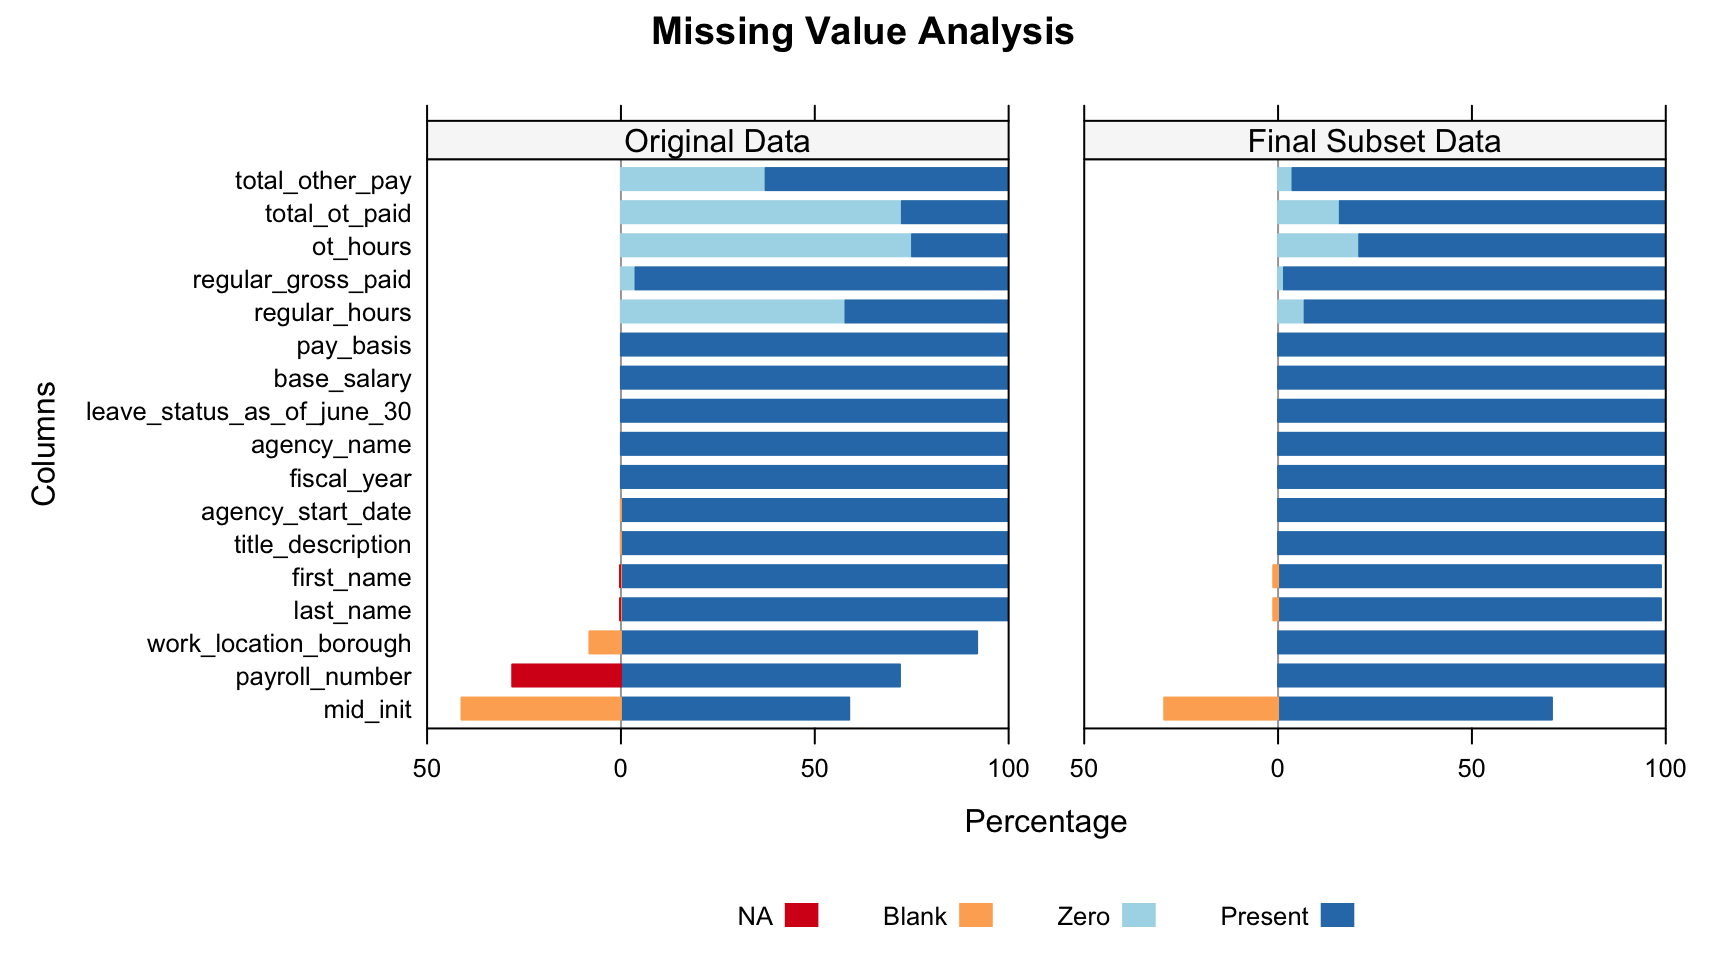 Missing Value Analysis
Original Data
Final Subset Data
total_other_pay
total_ot_paid
ot_hours
regular_gross_paid
regular_hours
pay_basis
base_salary
leave_status_as_of_june_30
agency_name
fiscal_year
agency_start_date
title_description
first_name
last_name
work_location_borough
payroll_number
mid_init
Columns
50 0 50 100 50 0 50 100
Percentage
NA Blank Zero Present